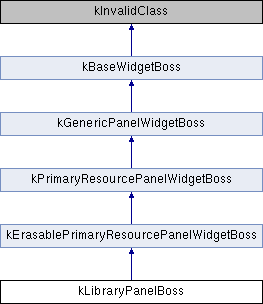 kInvalidClass
kBaseWidgetBoss
kGenericPanelWidgetBoss
kPrimaryResourcePanelWidgetBoss
kErasablePrimaryResourcePanelWidgetBoss
kLibraryPanelBoss